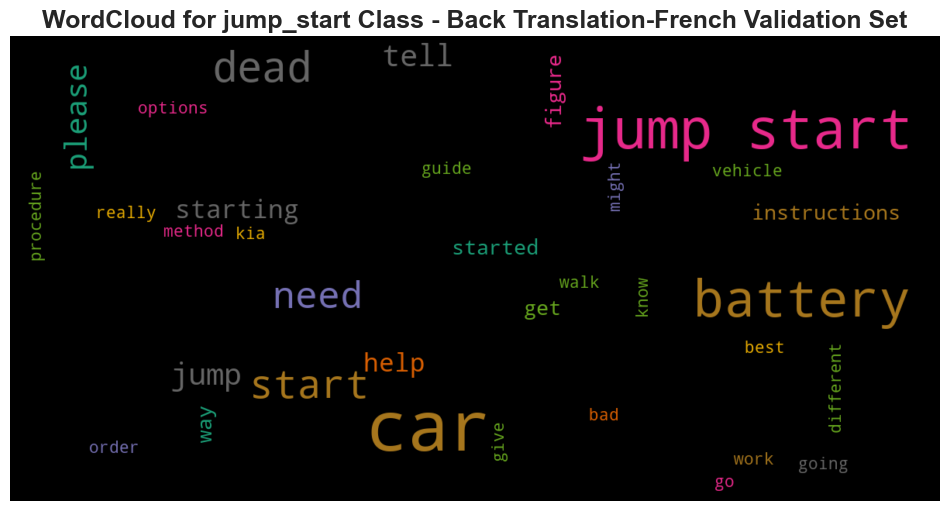 WordCloud for jump_start Class - Back Translation-French Validation Set
dead
tell
please
options
figure
jump start
procedure
guide
might
vehicle
really
starting
method
kia
instructions
started
need
walk
get
know
battery
best
different
jump
start
help
car
way
give
bad
order
work
going
go